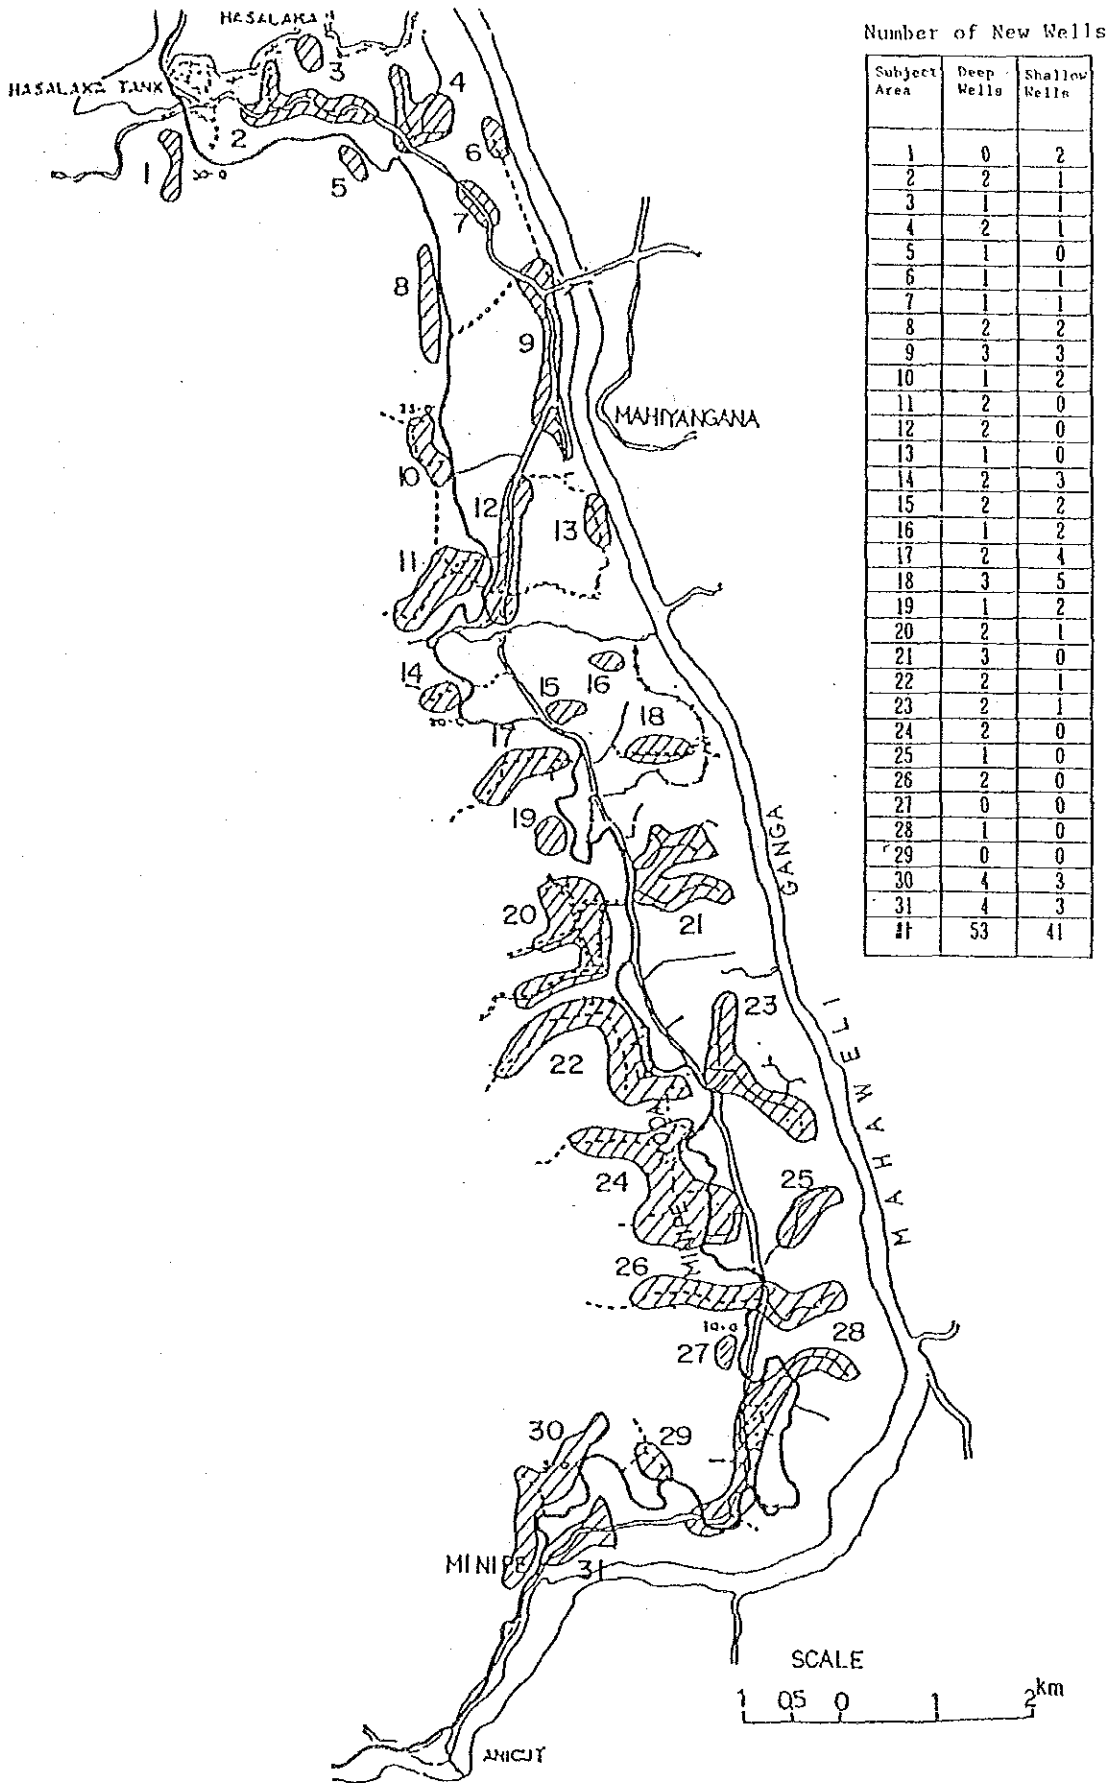 HASALAKA
HASALAKA TANK
1
2
3
4
5
6
7
8
9
MAHIYANGANA
10
11
12
13
14
15
16
17
18
19
20
21
22
23
24
25
26
27
28
29
30
31
GANGA
MAHAWELI
MINIPE
ANICUT
SCALE
1 0.5 0 1 2 km
Number of New Wells
Subject Area Deep Wells Shallow Wells
1 0 2
2 2 1
3 1 1
4 2 1
5 1 0
6 1 1
7 1 1
8 2 2
9 3 3
10 1 2
11 2 0
12 2 0
13 1 0
14 2 3
15 2 2
16 1 2
17 2 4
18 3 5
19 1 2
20 2 1
21 3 0
22 2 1
23 2 1
24 2 0
25 1 0
26 2 0
27 0 0
28 1 0
29 0 0
30 4 3
31 4 3
計 53 41